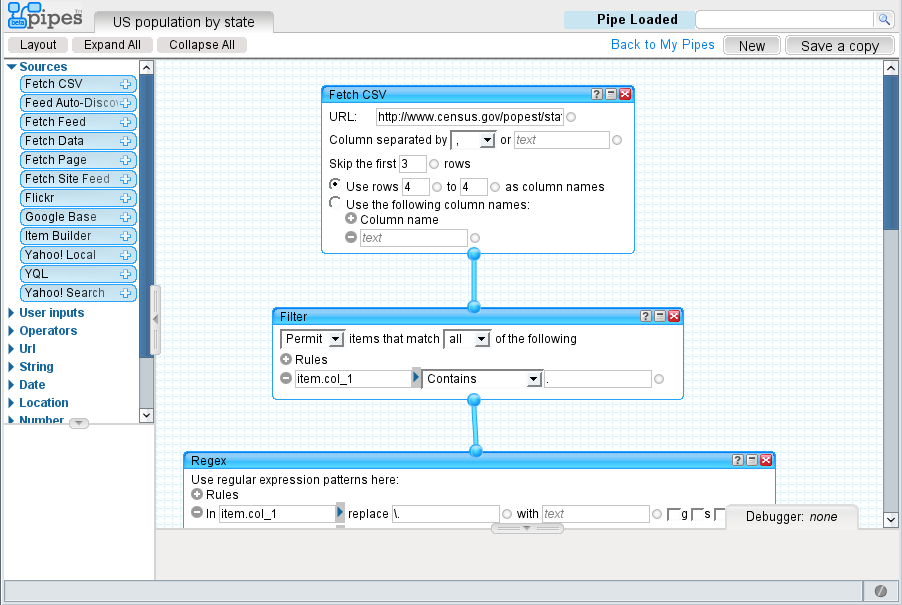 pipes™
beta
US population by state
Pipe Loaded
Layout
Expand All
Collapse All
Back to My Pipes
New
Save a copy
Sources
Fetch CSV
Feed Auto-Discov
Fetch Feed
Fetch Data
Fetch Page
Fetch Site Feed
Flickr
Google Base
Item Builder
Yahoo! Local
YQL
Yahoo! Search
User inputs
Operators
Url
String
Date
Location
Number
Fetch CSV ?
URL: http://www.census.gov/popest/sta
Column separated by , or text
Skip the first 3 rows
Use rows 4 to 4 as column names
Use the following column names:
Column name
text
Filter ?
Permit items that match all of the following
Rules
item.col_1 Contains .
Regex ?
Use regular expression patterns here:
Rules
In item.col_1 replace \. with text g s
Debugger: none